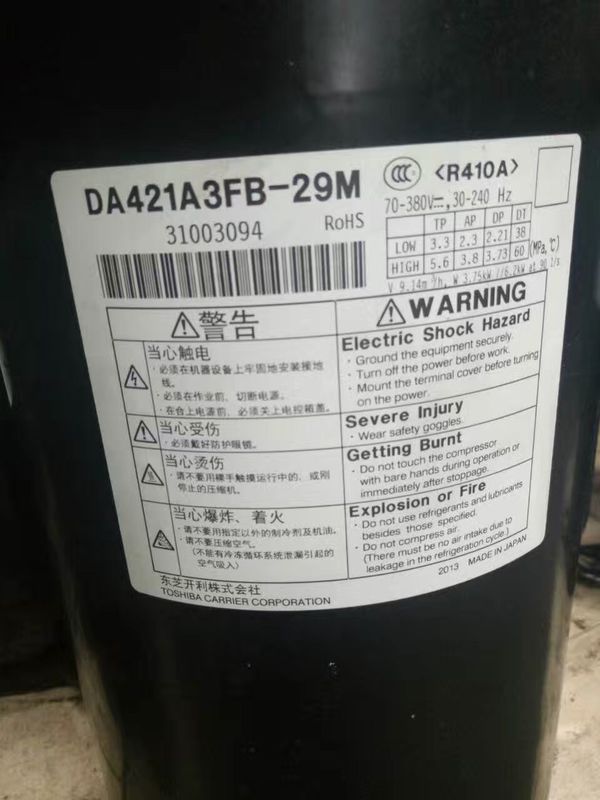 DA421A3FB-29M
CCC <R410A>
31003094 RoHS
70-380V⎓, 30-240 Hz
TP AP DP DT
LOW 3.3 2.3 2.21 38
HIGH 5.6 3.8 3.73 60 (MPa, ℃)
V 9.14m³/h, W 3.75kW / 6.2kW at 90 1/s
警告
当心触电
·必须在机器设备上牢固地安装接地
线。
·必须在作业前，切断电源。
·在合上电源前，必须关上电控箱盖。
当心受伤
·必须戴好防护眼镜。
当心烫伤
·请不要用裸手触摸运行中的，或刚
停止的压缩机。
当心爆炸、着火
·请不要用指定以外的制冷剂及机油。
·请不要压缩空气。
(不能有冷冻循环系统泄漏引起的
空气吸入)
WARNING
Electric Shock Hazard
· Ground the equipment securely.
· Turn off the power before work.
· Mount the terminal cover before turning
on the power.
Severe Injury
· Wear safety goggles.
Getting Burnt
· Do not touch the compressor
with bare hands during operation or
immediately after stoppage.
Explosion or Fire
· Do not use refrigerants and lubricants
besides those specified.
· Do not compress air.
(There must be no air intake due to
leakage in the refrigeration cycle.)
东芝开利株式会社
TOSHIBA CARRIER CORPORATION
2013 MADE IN JAPAN